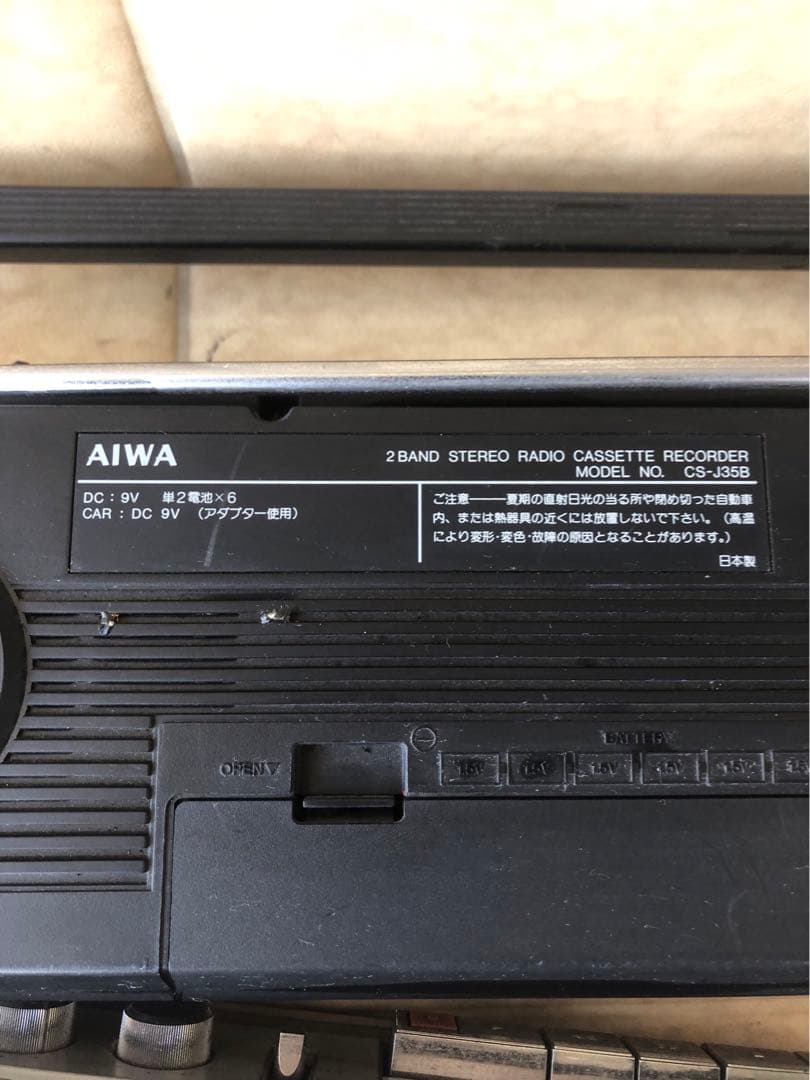 AIWA
2 BAND STEREO RADIO CASSETTE RECORDER
MODEL NO. CS-J35B
DC : 9V 単2電池×6
CAR : DC 9V (アダプター使用)
ご注意――夏期の直射日光の当る所や閉め切った自動車
内、または熱器具の近くには放置しないで下さい。(高温
により変形・変色・故障の原因となることがあります。)
日本製
BATTERY
OPEN▽
⊖ 1.5V 1.5V 1.5V 1.5V 1.5V 1.5